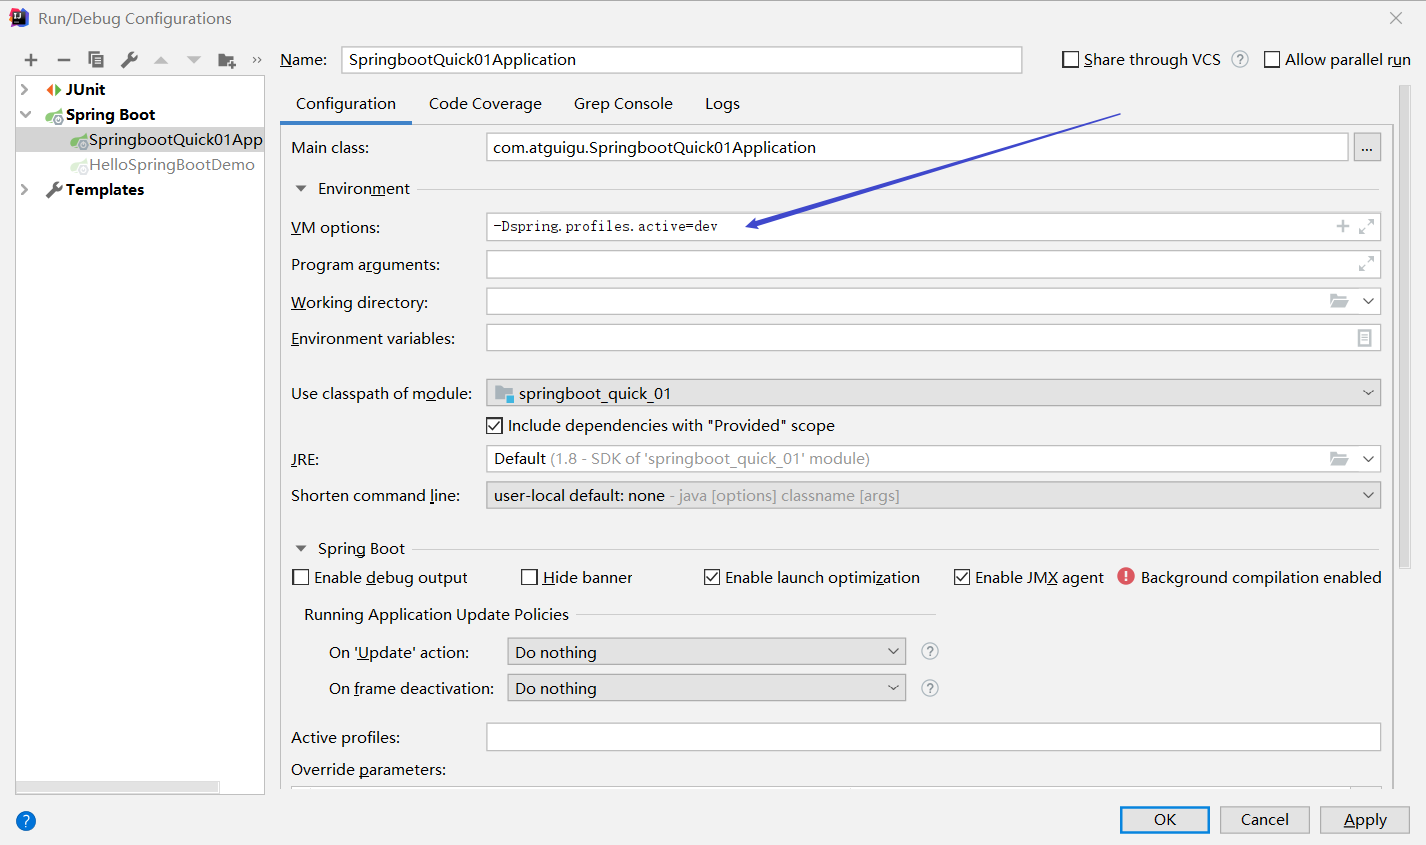 Run/Debug Configurations
Name: SpringbootQuick01Application Share through VCS ? Allow parallel run
JUnit
Spring Boot
SpringbootQuick01App
HelloSpringBootDemo
Templates
Configuration Code Coverage Grep Console Logs
Main class: com.atguigu.SpringbootQuick01Application ...
Environment
VM options: -Dspring.profiles.active=dev
Program arguments:
Working directory:
Environment variables:
Use classpath of module: springboot_quick_01
Include dependencies with "Provided" scope
JRE: Default (1.8 - SDK of 'springboot_quick_01' module)
Shorten command line: user-local default: none - java [options] classname [args]
Spring Boot
Enable debug output Hide banner Enable launch optimization Enable JMX agent Background compilation enabled
Running Application Update Policies
On 'Update' action: Do nothing ?
On frame deactivation: Do nothing ?
Active profiles:
Override parameters:
? OK Cancel Apply